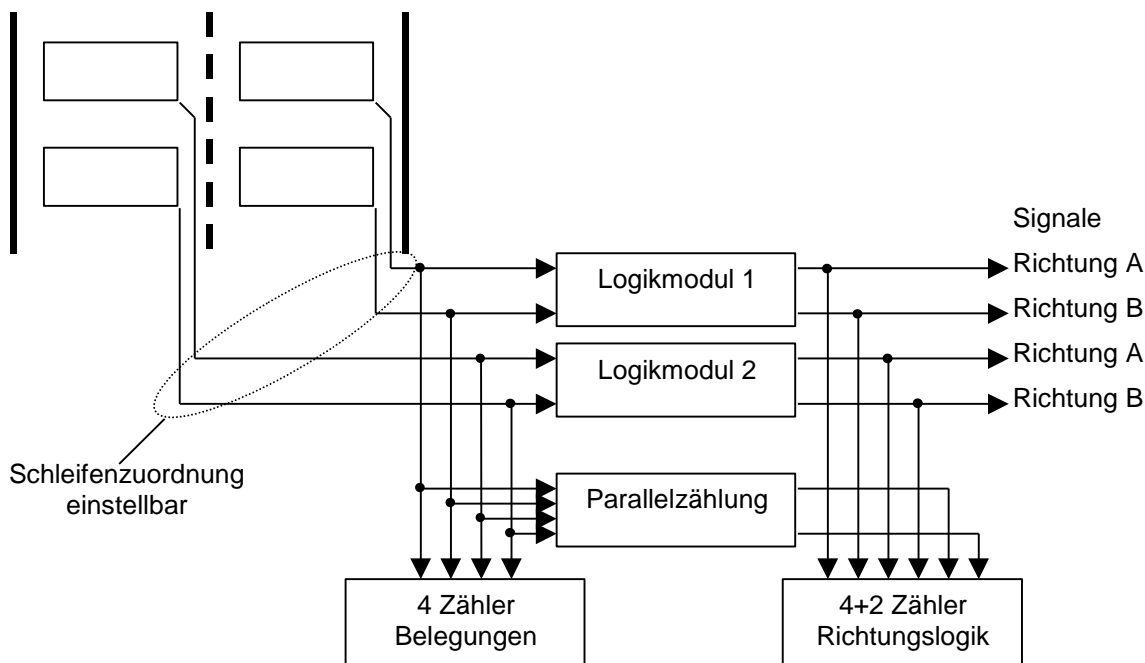 Signale
Logikmodul 1
Richtung A
Richtung B
Logikmodul 2
Richtung A
Richtung B
Schleifenzuordnung
einstellbar
Parallelzählung
4 Zähler
Belegungen
4+2 Zähler
Richtungslogik